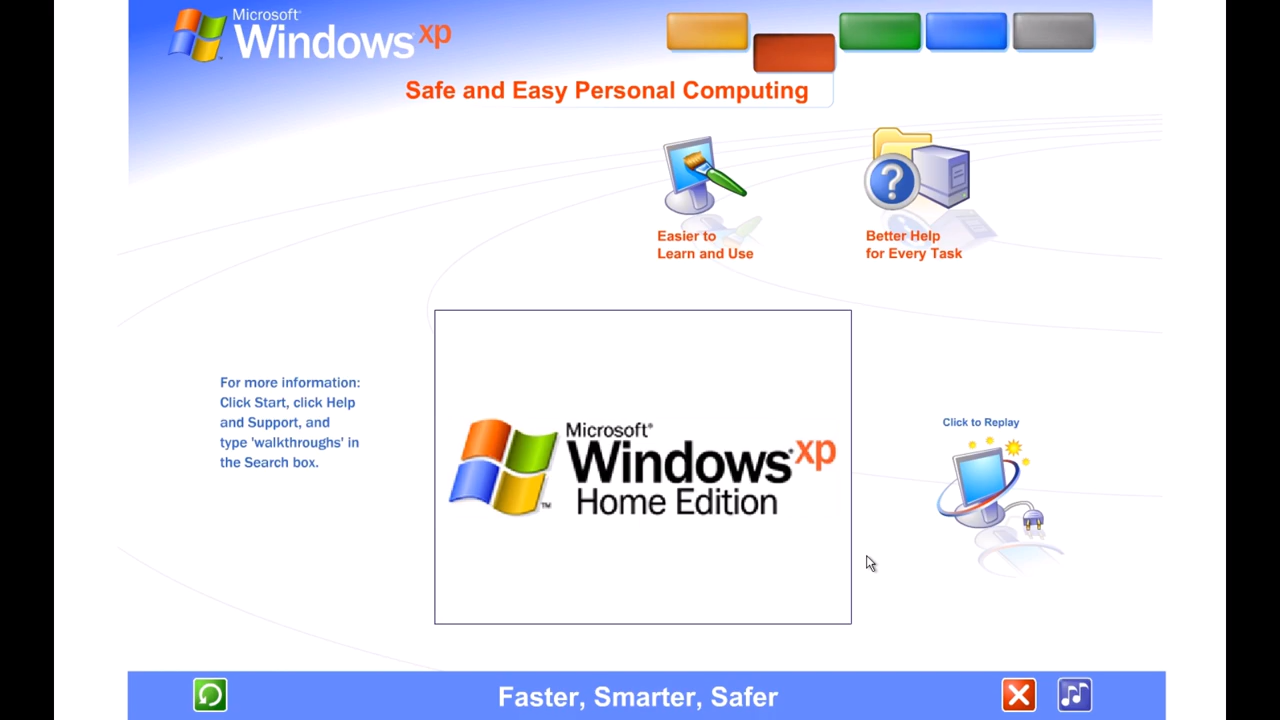 Microsoft®
Windows xp
Safe and Easy Personal Computing
Easier to
Learn and Use
Better Help
for Every Task
For more information:
Click Start, click Help
and Support, and
type 'walkthroughs' in
the Search box.
Microsoft®
Windows® xp
Home Edition
TM
Click to Replay
Faster, Smarter, Safer